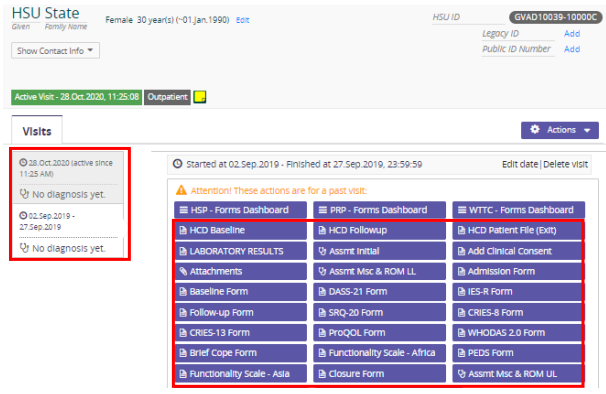 HSU State
Given Family Name
Female 30 year(s) (~01.Jan.1990) Edit
HSU ID GVAD10039-10000C
Legacy ID Add
Public ID Number Add
Show Contact Info
Active Visit - 28.Oct.2020, 11:25:08 Outpatient
Visits
Actions
28.Oct.2020 (active since
11:25 AM)
No diagnosis yet.
02.Sep.2019 -
27.Sep.2019
No diagnosis yet.
Started at 02.Sep.2019 - Finished at 27.Sep.2019, 23:59:59 Edit date|Delete visit
Attention! These actions are for a past visit:
HSP - Forms Dashboard PRP - Forms Dashboard WTTC - Forms Dashboard
HCD Baseline HCD Followup HCD Patient File (Exit)
LABORATORY RESULTS Assmt Initial Add Clinical Consent
Attachments Assmt Msc & ROM LL Admission Form
Baseline Form DASS-21 Form IES-R Form
Follow-up Form SRQ-20 Form CRIES-8 Form
CRIES-13 Form ProQOL Form WHODAS 2.0 Form
Brief Cope Form Functionality Scale - Africa PEDS Form
Functionality Scale - Asia Closure Form Assmt Msc & ROM UL